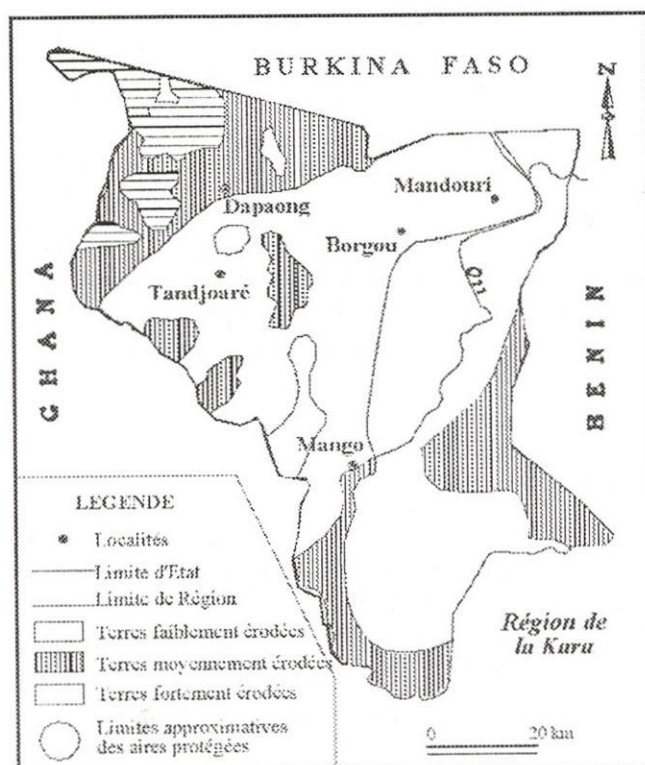 BURKINA FASO
N
Mandouri
Dapaong
Borgou
Tandjoaré
GHANA
BENIN
Mango
LEGENDE
Localités
Limite d'Etat
Limite de Région
Terres faiblement érodées
Terres moyennement érodées
Terres fortement érodées
Limites approximatives
des aires protégées
Région de
la Kara
0 20 km